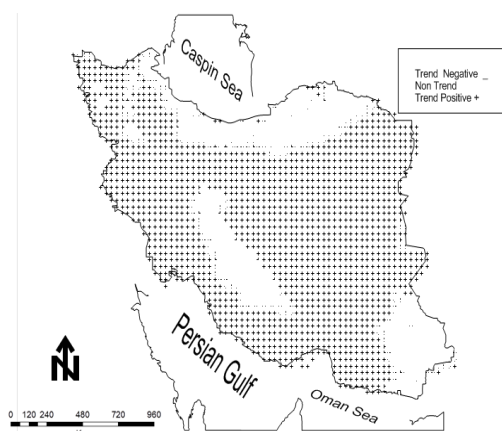 Caspin Sea
Trend Negative _
Non Trend
Trend Positive +
Persian Gulf
Oman Sea
N
0 120 240 480 720 960